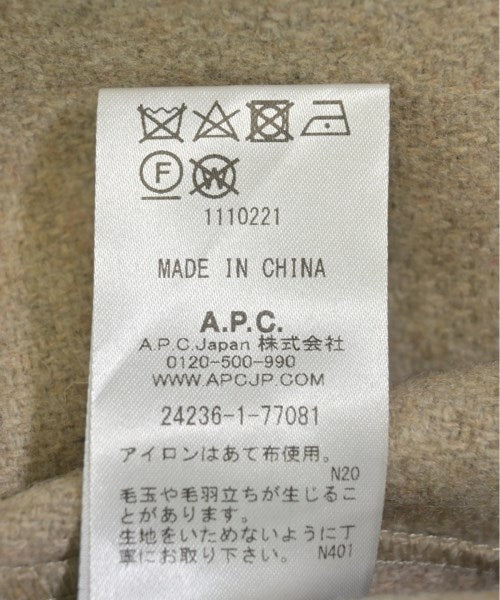 F
W
1110221
MADE IN CHINA
A.P.C.
A.P.C.Japan 株式会社
0120-500-990
WWW.APCJP.COM
24236-1-77081
アイロンはあて布使用。
N20
毛玉や毛羽立ちが生じるこ
とがあります。
生地をいためないように丁
寧にお取り下さい。 N401